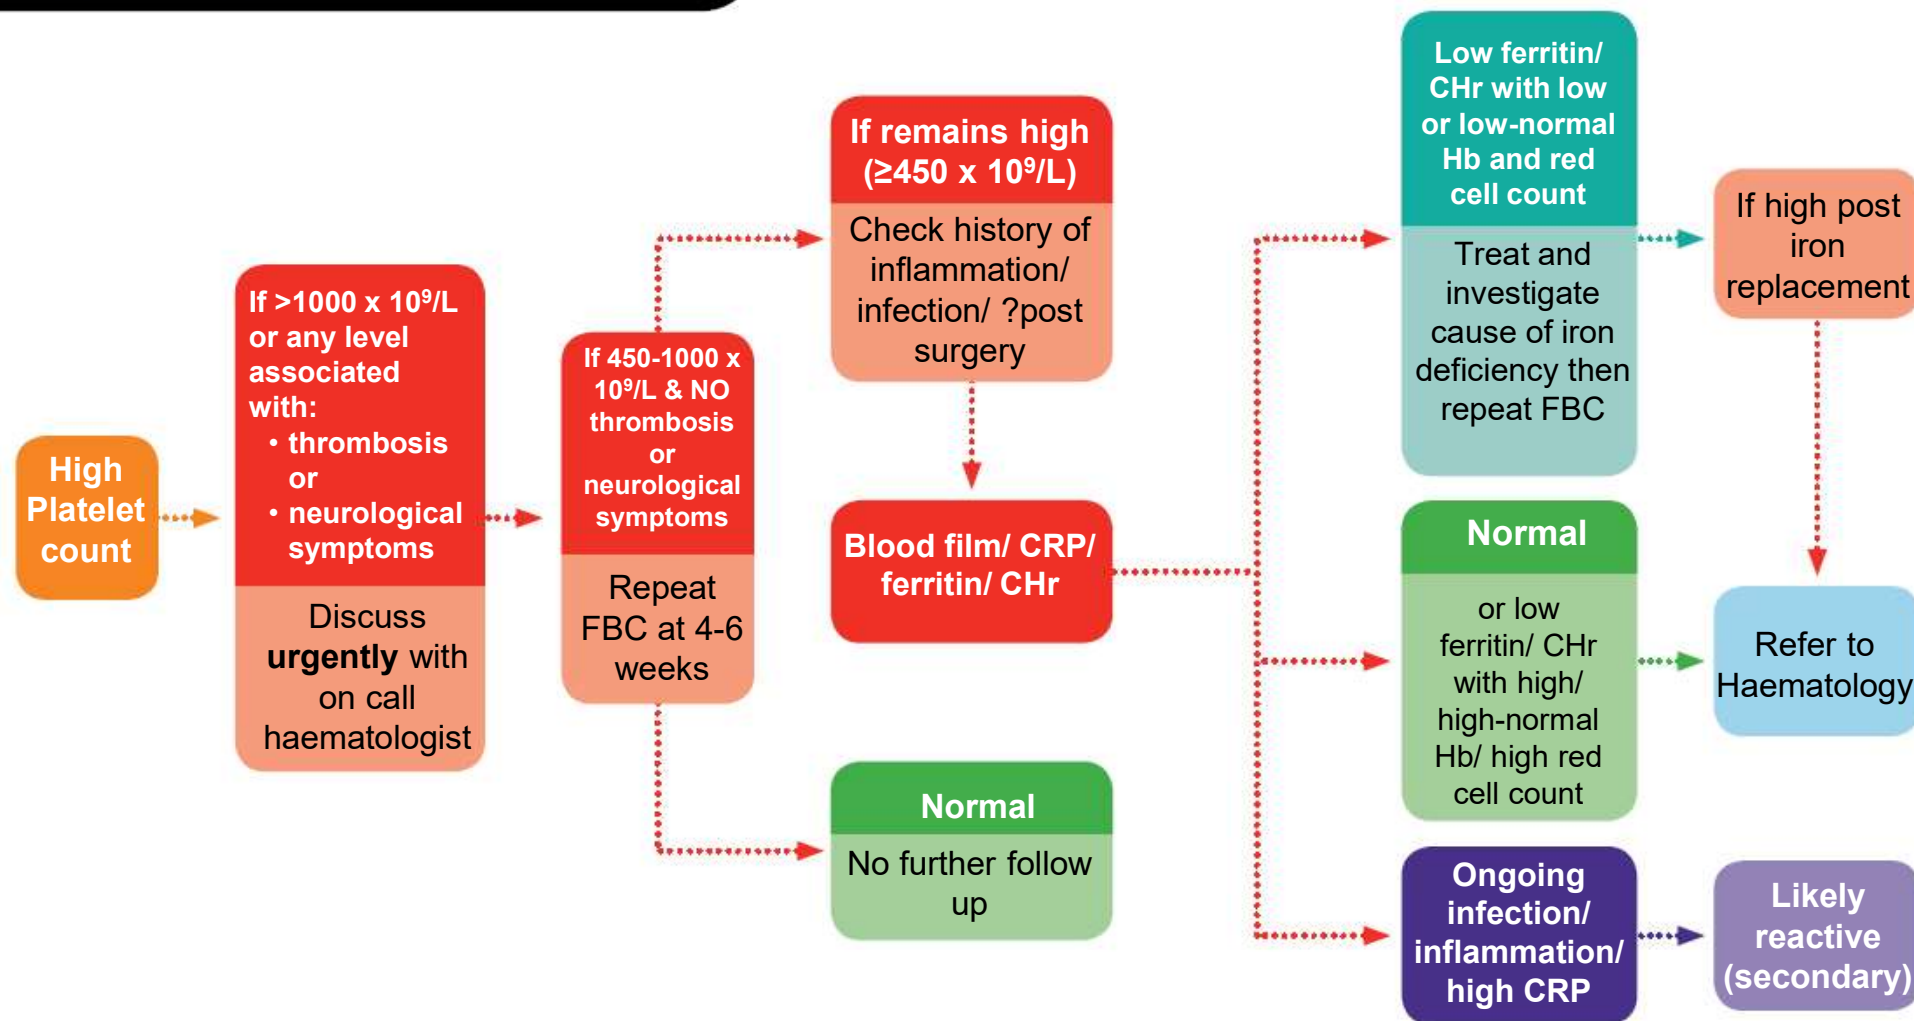 High
Platelet
count
If >1000 x 10⁹/L
or any level
associated
with:
• thrombosis
or
• neurological
symptoms
Discuss
urgently with
on call
haematologist
If 450-1000 x
10⁹/L & NO
thrombosis
or
neurological
symptoms
Repeat
FBC at 4-6
weeks
If remains high
(≥450 x 10⁹/L)
Check history of
inflammation/
infection/ ?post
surgery
Blood film/ CRP/
ferritin/ CHr
Normal
No further follow
up
Low ferritin/
CHr with low
or low-normal
Hb and red
cell count
Treat and
investigate
cause of iron
deficiency then
repeat FBC
If high post
iron
replacement
Normal
or low
ferritin/ CHr
with high/
high-normal
Hb/ high red
cell count
Refer to
Haematology
Ongoing
infection/
inflammation/
high CRP
Likely
reactive
(secondary)